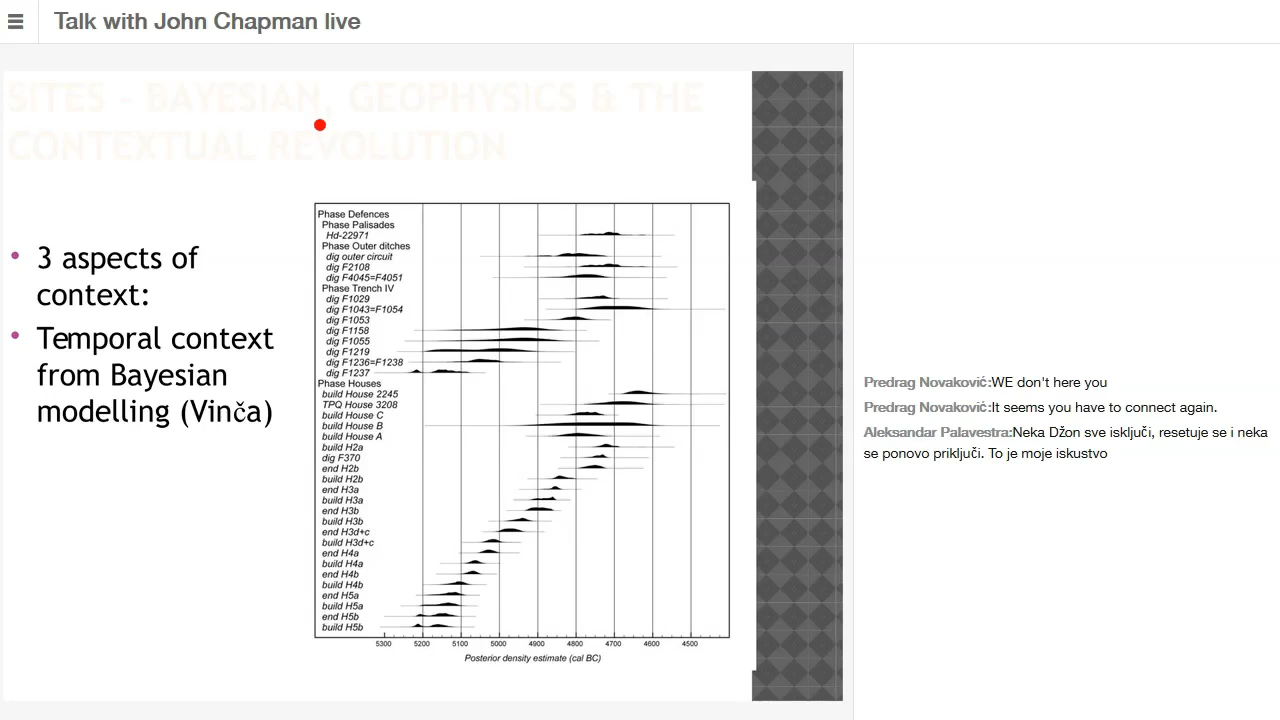 Talk with John Chapman live
SITES - BAYESIAN, GEOPHYSICS & THE
CONTEXTUAL REVOLUTION
• 3 aspects of
context:
• Temporal context
from Bayesian
modelling (Vinča)
Phase Defences
Phase Palisades
Hd-22971
Phase Outer ditches
dig outer circuit
dig F2108
dig F4045=F4051
Phase Trench IV
dig F1029
dig F1043=F1054
dig F1053
dig F1158
dig F1055
dig F1219
dig F1236=F1238
dig F1237
Phase Houses
build House 2245
TPQ House 3208
build House C
build House B
build House A
build H2a
dig F370
end H2b
build H2b
end H3a
build H3a
end H3b
build H3b
end H3d+c
build H3d+c
end H4a
build H4a
end H4b
build H4b
end H5a
build H5a
end H5b
build H5b
5300 5200 5100 5000 4900 4800 4700 4600 4500
Posterior density estimate (cal BC)
Predrag Novaković:WE don't here you
Predrag Novaković:It seems you have to connect again.
Aleksandar Palavestra:Neka Džon sve isključi, resetuje se i neka
se ponovo priključi. To je moje iskustvo